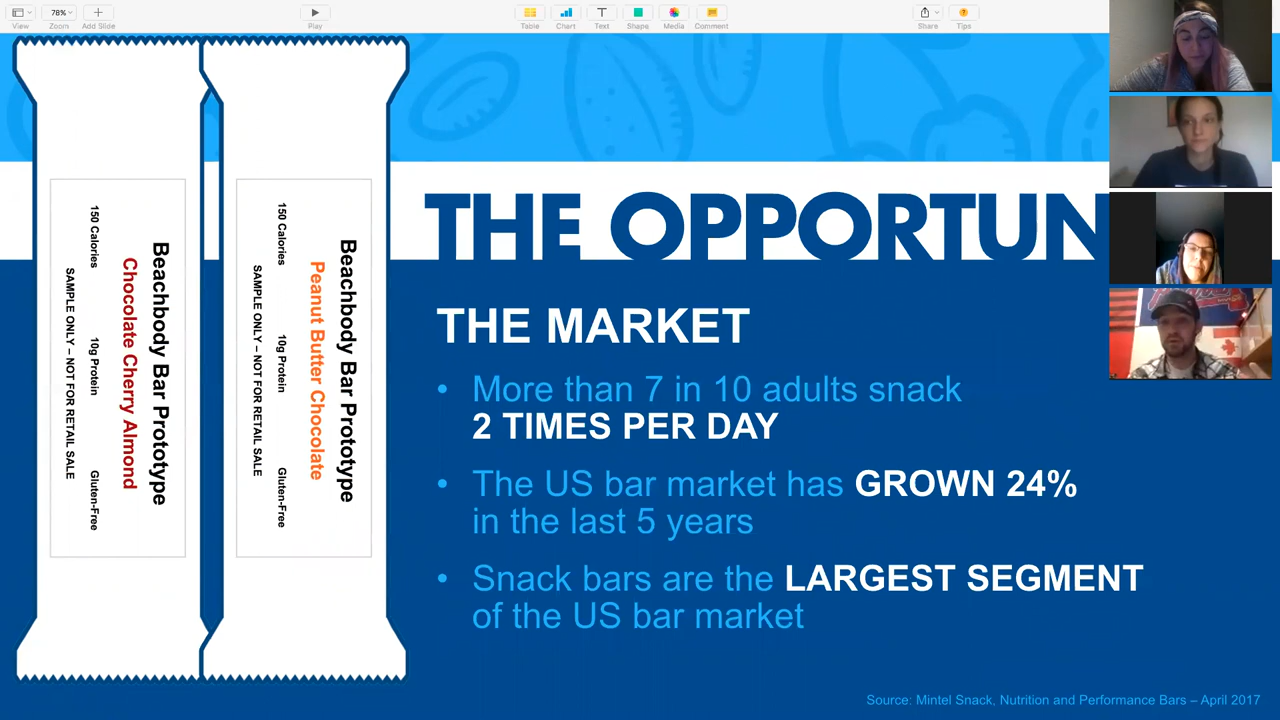 78%
View
Zoom
Add Slide
Play
Table
Chart
Text
Shape
Media
Comment
Share
Tips
Beachbody Bar Prototype
Chocolate Cherry Almond
150 Calories 10g Protein Gluten-Free
SAMPLE ONLY – NOT FOR RETAIL SALE
Beachbody Bar Prototype
Peanut Butter Chocolate
150 Calories 10g Protein Gluten-Free
SAMPLE ONLY – NOT FOR RETAIL SALE
THE OPPORTUN
THE MARKET
• More than 7 in 10 adults snack
2 TIMES PER DAY
• The US bar market has GROWN 24%
in the last 5 years
• Snack bars are the LARGEST SEGMENT
of the US bar market
Source: Mintel Snack, Nutrition and Performance Bars – April 2017